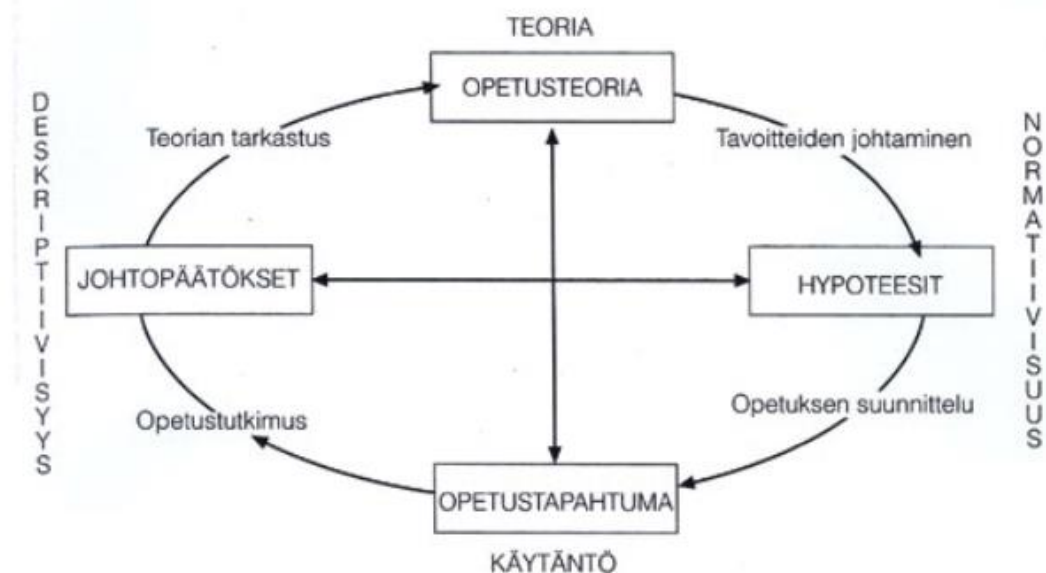 TEORIA
OPETUSTEORIA
DESKRIPTIIVISYYS
Teorian tarkastus
Tavoitteiden johtaminen
NORMATIIVISUUS
JOHTOPÄÄTÖKSET
HYPOTEESIT
Opetustutkimus
Opetuksen suunnittelu
OPETUSTAPAHTUMA
KÄYTÄNTÖ